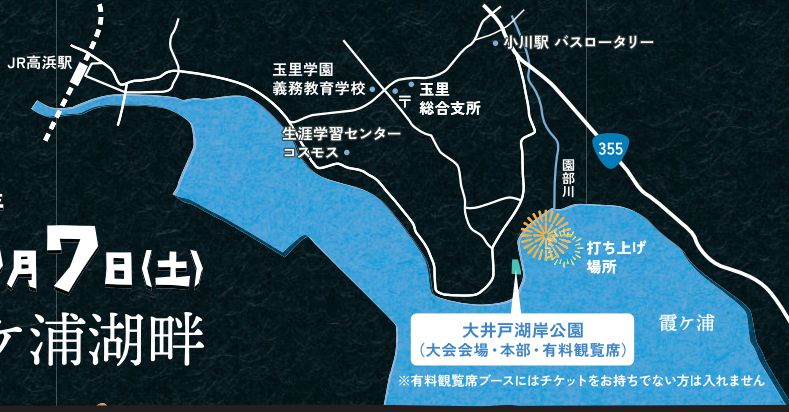 小川駅 バスロータリー
JR高浜駅
玉里学園
義務教育学校
〒
玉里
総合支所
生涯学習センター
コスモス
355
園部川
月7日(土)
打ち上げ
場所
ケ浦湖畔
大井戸湖岸公園
(大会会場・本部・有料観覧席)
霞ケ浦
※有料観覧席ブースにはチケットをお持ちでない方は入れません